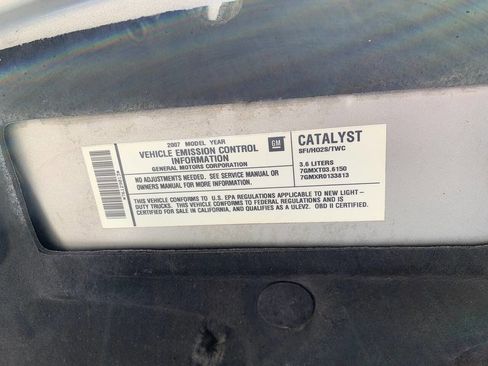 2007 MODEL YEAR
VEHICLE EMISSION CONTROL
INFORMATION
GENERAL MOTORS CORPORATION
GM
CATALYST
SFI/HO2S/TWC
NO ADJUSTMENTS NEEDED. SEE SERVICE MANUAL OR
OWNERS MANUAL FOR MORE INFORMATION.
3.6 LITERS
7GMXT03.6150
7GMXR0133813
THIS VEHICLE CONFORMS TO U.S. EPA REGULATIONS APPLICABLE TO NEW LIGHT-
DUTY TRUCKS. THIS VEHICLE CONFORMS TO FEDERAL REGULATIONS AND IS
CERTIFIED FOR SALE IN CALIFORNIA, AND QUALIFIES AS A ULEV2. OBD II CERTIFIED.